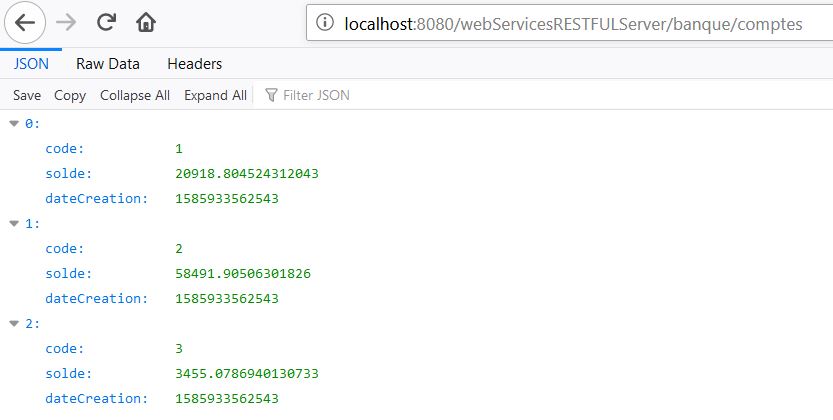 localhost:8080/webServicesRESTFULServer/banque/comptes
JSON Raw Data Headers
Save Copy Collapse All Expand All Filter JSON
0:
code: 1
solde: 20918.804524312043
dateCreation: 1585933562543
1:
code: 2
solde: 58491.90506301826
dateCreation: 1585933562543
2:
code: 3
solde: 3455.0786940130733
dateCreation: 1585933562543